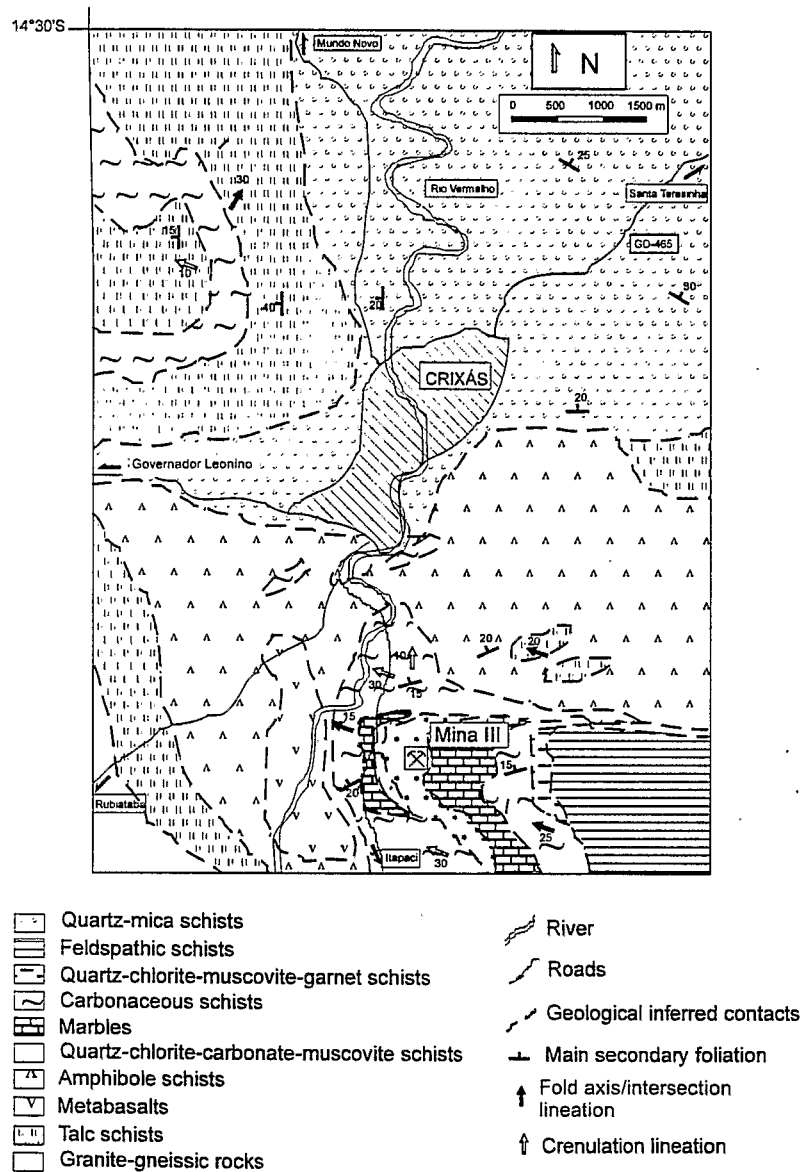 14°30'S
Mundo Novo
N
0 500 1000 1500 m
25
Rio Vermelho
Santa Teresinha
30
15
GO-465
10
40
20
30
CRIXÁS
20
Governador Leonino
20
20
10
30
15
15
Mina III
15
20
Rubiataba
25
Itapaci
30
Quartz-mica schists
Feldspathic schists
Quartz-chlorite-muscovite-garnet schists
Carbonaceous schists
Marbles
Quartz-chlorite-carbonate-muscovite schists
Amphibole schists
Metabasalts
Talc schists
Granite-gneissic rocks
River
Roads
Geological inferred contacts
Main secondary foliation
Fold axis/intersection
lineation
Crenulation lineation